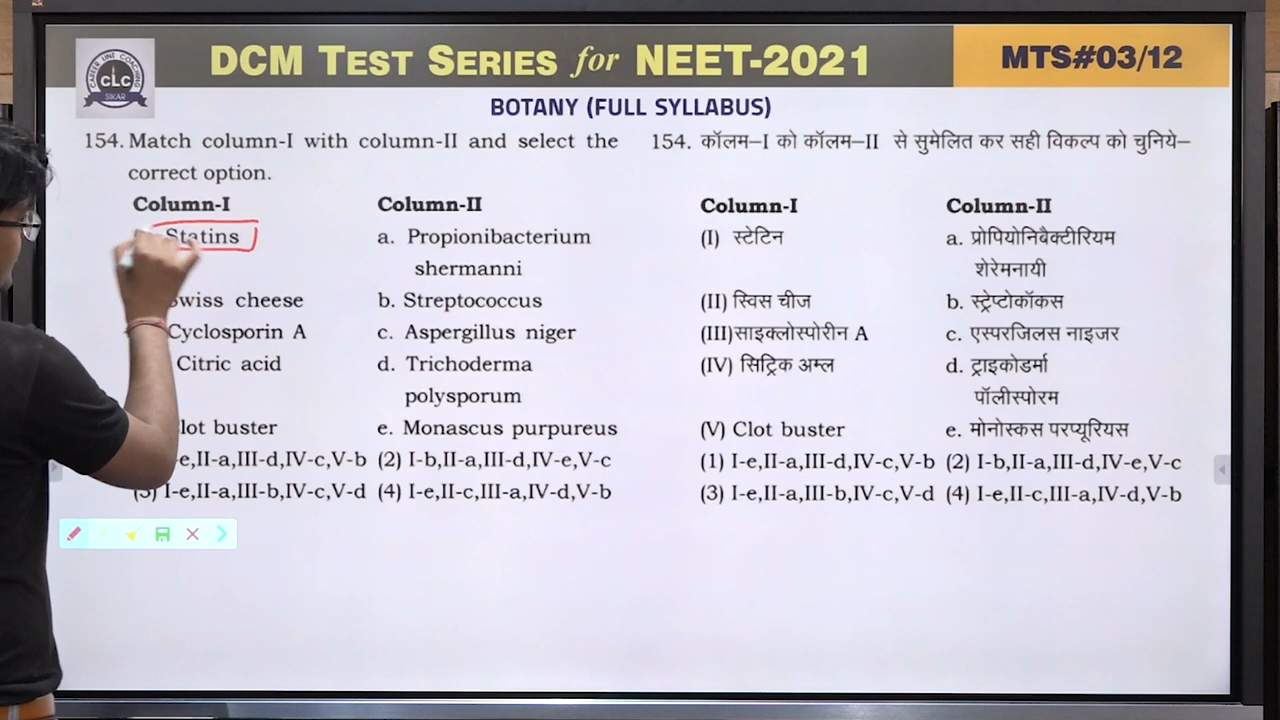 DCM TEST SERIES for NEET-2021
MTS#03/12
CAREER LINE COACHING
CLC
SIKAR
BOTANY (FULL SYLLABUS)
154. Match column-I with column-II and select the correct option.
Column-I Column-II
Statins a. Propionibacterium shermanni
Swiss cheese b. Streptococcus
Cyclosporin A c. Aspergillus niger
Citric acid d. Trichoderma polysporum
lot buster e. Monascus purpureus
-e,II-a,III-d,IV-c,V-b (2) I-b,II-a,III-d,IV-e,V-c
(3) I-e,II-a,III-b,IV-c,V-d (4) I-e,II-c,III-a,IV-d,V-b
154. कॉलम–I को कॉलम–II से सुमेलित कर सही विकल्प को चुनिये–
Column-I Column-II
(I) स्टेटिन a. प्रोपियोनिबैक्टीरियम शेरेमनायी
(II) स्विस चीज b. स्ट्रेप्टोकॉकस
(III)साइक्लोस्पोरीन A c. एस्परजिलस नाइजर
(IV) सिट्रिक अम्ल d. ट्राइकोडर्मा पॉलीस्पोरम
(V) Clot buster e. मोनोस्कस परप्यूरियस
(1) I-e,II-a,III-d,IV-c,V-b (2) I-b,II-a,III-d,IV-e,V-c
(3) I-e,II-a,III-b,IV-c,V-d (4) I-e,II-c,III-a,IV-d,V-b